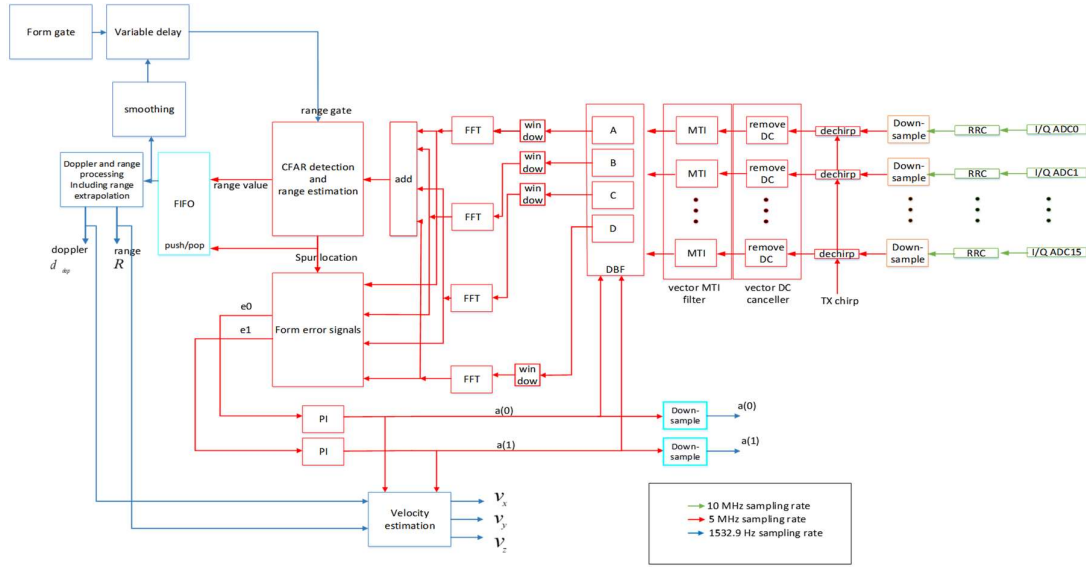 Form gate
Variable delay
smoothing
range gate
Doppler and range
processing
Including range
extrapolation
FIFO
push/pop
range value
CFAR detection
and
range estimation
add
FFT
win
dow
A
MTI
remove
DC
dechirp
Down-
sample
RRC
I/Q ADC0
win
dow
B
MTI
remove
DC
dechirp
Down-
sample
RRC
I/Q ADC1
FFT
win
dow
C
D
MTI
remove
DC
dechirp
Down-
sample
RRC
I/Q ADC15
doppler
range
R
Spur location
DBF
vector MTI
filter
vector DC
canceller
TX chirp
FFT
e0
e1
Form error signals
FFT
win
dow
PI
a(0)
Down-
sample
a(0)
PI
a(1)
Down-
sample
a(1)
Velocity
estimation
vx
vy
vz
10 MHz sampling rate
5 MHz sampling rate
1532.9 Hz sampling rate